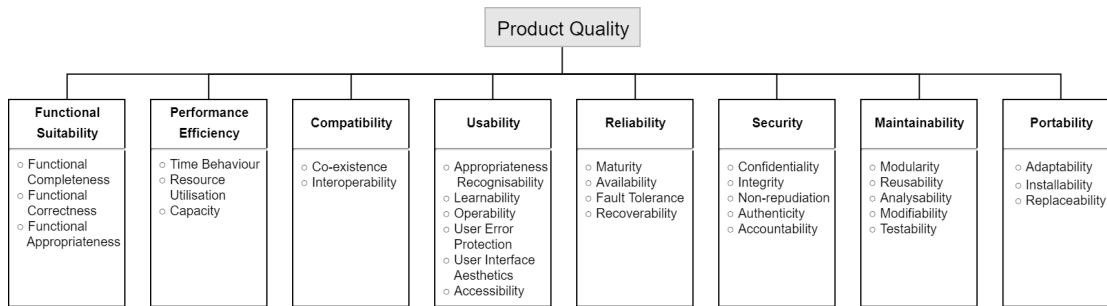 Product Quality
Functional
Suitability
○ Functional
Completeness
○ Functional
Correctness
○ Functional
Appropriateness
Performance
Efficiency
○ Time Behaviour
○ Resource
Utilisation
○ Capacity
Compatibility
○ Co-existence
○ Interoperability
Usability
○ Appropriateness
Recognisability
○ Learnability
○ Operability
○ User Error
Protection
○ User Interface
Aesthetics
○ Accessibility
Reliability
○ Maturity
○ Availability
○ Fault Tolerance
○ Recoverability
Security
○ Confidentiality
○ Integrity
○ Non-repudiation
○ Authenticity
○ Accountability
Maintainability
○ Modularity
○ Reusability
○ Analysability
○ Modifiability
○ Testability
Portability
○ Adaptability
○ Installability
○ Replaceability